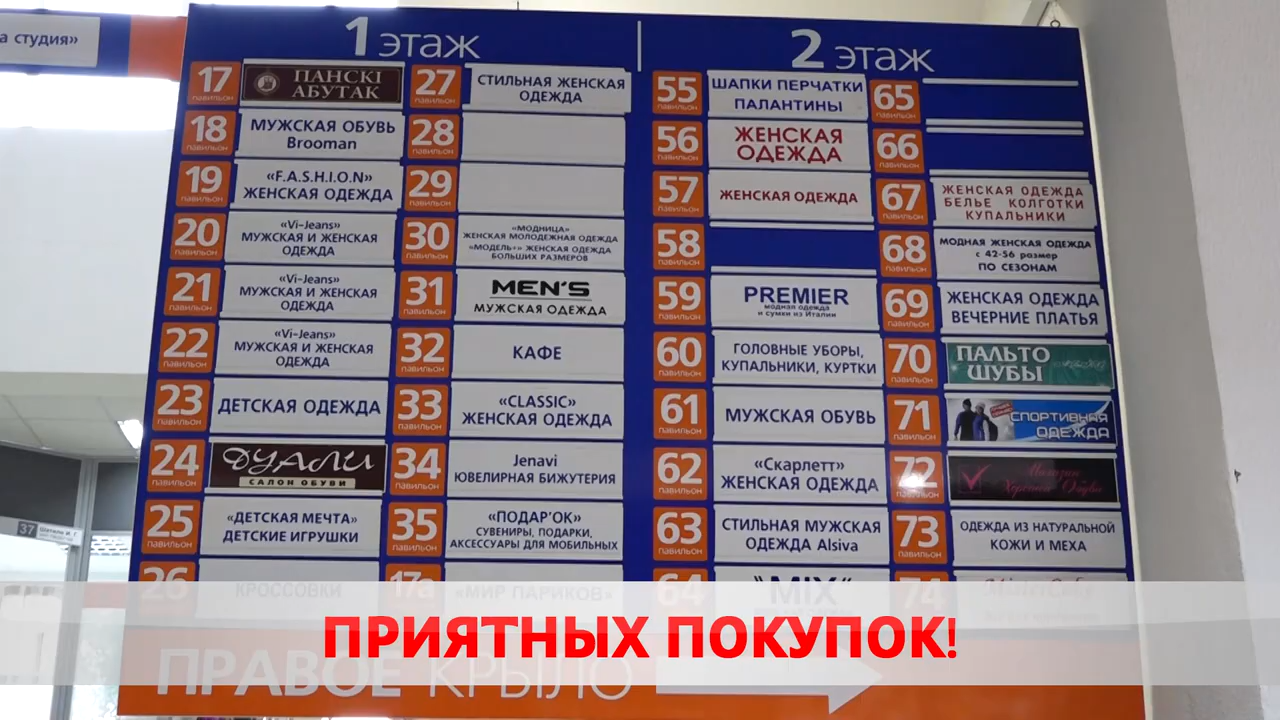 а студия»
1 этаж
2 этаж
17 павильон
ПАНСКI АБУТАК
18 павильон
МУЖСКАЯ ОБУВЬ
Brooman
19 павильон
«F.A.S.H.I.O.N»
ЖЕНСКАЯ ОДЕЖДА
20 павильон
«Vi-Jeans»
МУЖСКАЯ И ЖЕНСКАЯ
ОДЕЖДА
21 павильон
«Vi-Jeans»
МУЖСКАЯ И ЖЕНСКАЯ
ОДЕЖДА
22 павильон
«Vi-Jeans»
МУЖСКАЯ И ЖЕНСКАЯ
ОДЕЖДА
23 павильон
ДЕТСКАЯ ОДЕЖДА
24 павильон
ДУАЛИ
САЛОН ОБУВИ
25 павильон
«ДЕТСКАЯ МЕЧТА»
ДЕТСКИЕ ИГРУШКИ
26
КРОССОВКИ
27 павильон
СТИЛЬНАЯ ЖЕНСКАЯ
ОДЕЖДА
28 павильон
29 павильон
30 павильон
«МОДНИЦА»
ЖЕНСКАЯ МОЛОДЕЖНАЯ ОДЕЖДА
«МОДЕЛЬ+» ЖЕНСКАЯ ОДЕЖДА
БОЛЬШИХ РАЗМЕРОВ
31 павильон
MEN'S
МУЖСКАЯ ОДЕЖДА
32 павильон
КАФЕ
33 павильон
«CLASSIC»
ЖЕНСКАЯ ОДЕЖДА
34 павильон
Jenavi
ЮВЕЛИРНАЯ БИЖУТЕРИЯ
35 павильон
«ПОДАР'ОК»
СУВЕНИРЫ, ПОДАРКИ,
АКСЕССУАРЫ ДЛЯ МОБИЛЬНЫХ
17а
«МИР ПАРИКОВ»
55 павильон
ШАПКИ ПЕРЧАТКИ
ПАЛАНТИНЫ
56 павильон
ЖЕНСКАЯ
ОДЕЖДА
57 павильон
ЖЕНСКАЯ ОДЕЖДА
58 павильон
59 павильон
PREMIER
модная одежда
и сумки из Италии
60 павильон
ГОЛОВНЫЕ УБОРЫ,
КУПАЛЬНИКИ, КУРТКИ
61 павильон
МУЖСКАЯ ОБУВЬ
62 павильон
«Скарлетт»
ЖЕНСКАЯ ОДЕЖДА
63 павильон
СТИЛЬНАЯ МУЖСКАЯ
ОДЕЖДА Alsiva
64
"MIX"
65 павильон
66 павильон
67 павильон
ЖЕНСКАЯ ОДЕЖДА
БЕЛЬЕ КОЛГОТКИ
КУПАЛЬНИКИ
68 павильон
МОДНАЯ ЖЕНСКАЯ ОДЕЖДА
с 42-56 размер
ПО СЕЗОНАМ
69 павильон
ЖЕНСКАЯ ОДЕЖДА
ВЕЧЕРНИЕ ПЛАТЬЯ
70 павильон
ПАЛЬТО
ШУБЫ
71 павильон
СПОРТИВНАЯ
ОДЕЖДА
72 павильон
Магазин
Хорошей Обуви
73 павильон
ОДЕЖДА ИЗ НАТУРАЛЬНОЙ
КОЖИ И МЕХА
74
37
ПРИЯТНЫХ ПОКУПОК!
ПРАВОЕ КРЫЛО